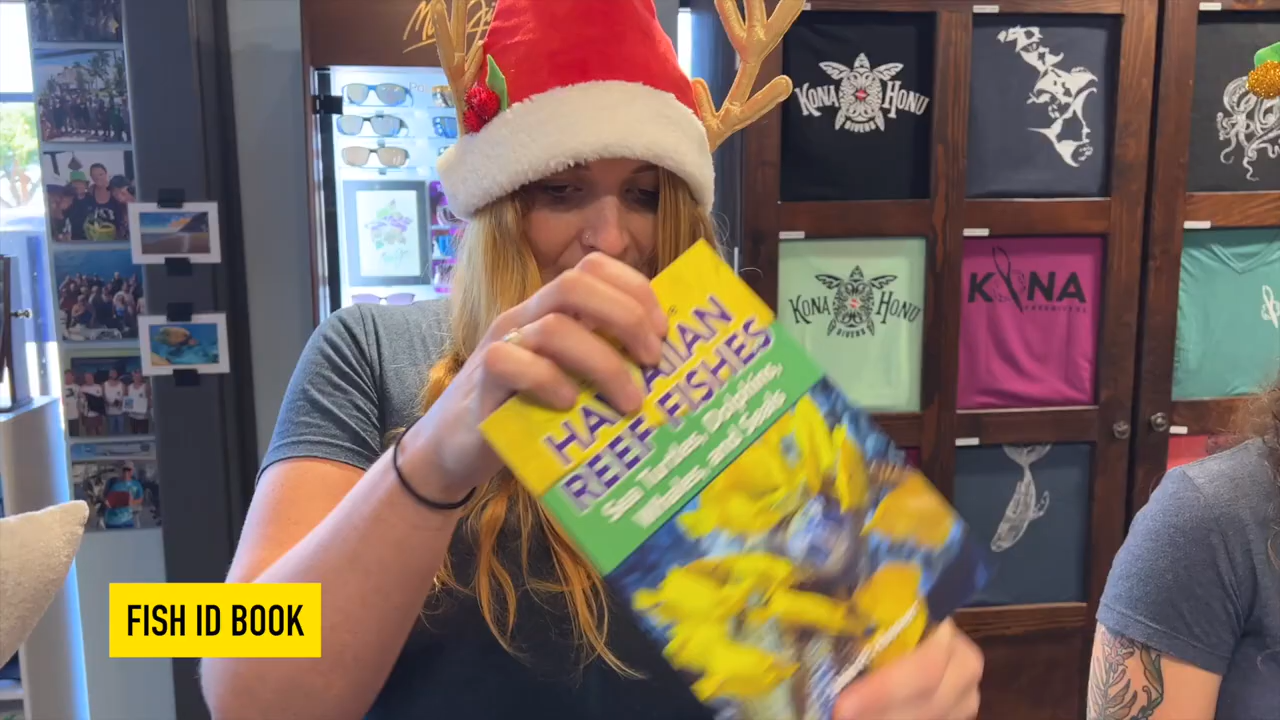 KONA HONU
DIVERS
KONA HONU
DIVERS
KONA
FREEDIVERS
HAWAIIAN
REEF FISHES
Sea Turtles, Dolphins,
Whales, and Seals
FISH ID BOOK